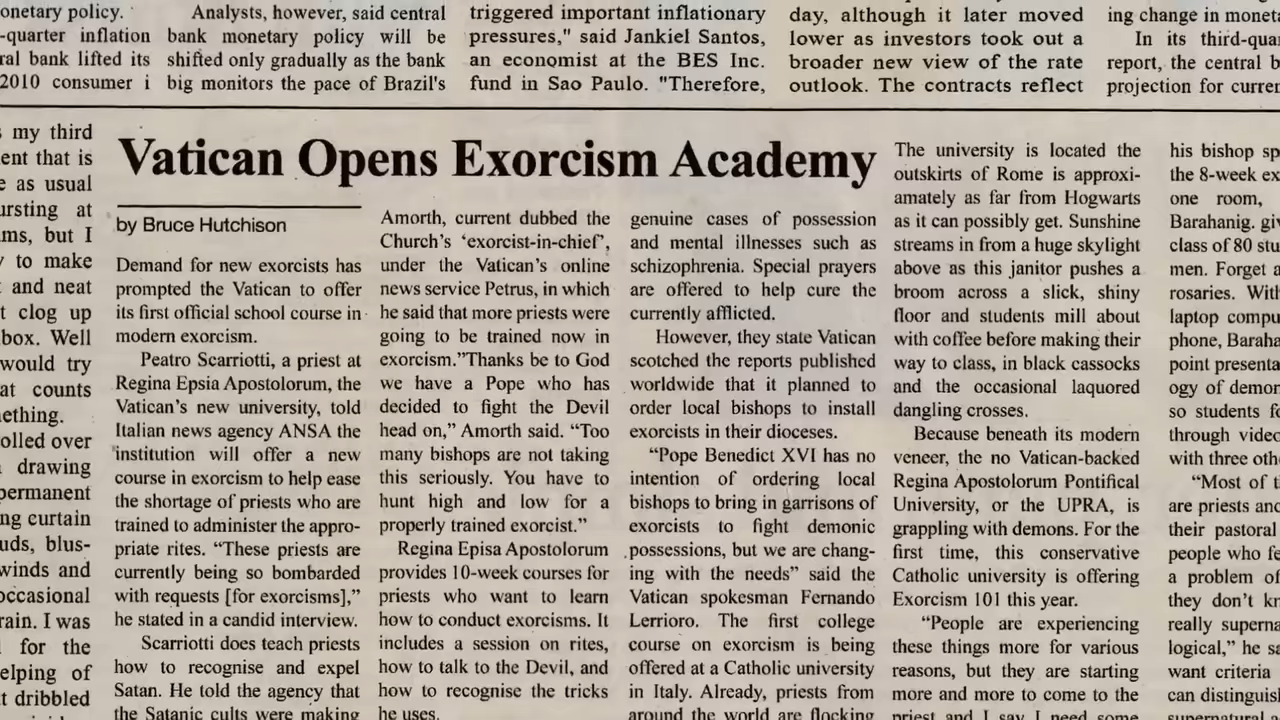 onetary policy.
-quarter inflation
ral bank lifted its
2010 consumer i
Analysts, however, said central
bank monetary policy will be
shifted only gradually as the bank
big monitors the pace of Brazil's
triggered important inflationary
pressures," said Jankiel Santos,
an economist at the BES Inc.
fund in Sao Paulo. "Therefore,
day, although it later moved
lower as investors took out a
broader new view of the rate
outlook. The contracts reflect
ing change in moneta
In its third-quar
report, the central b
projection for curren
s my third
ent that is
e as usual
ursting at
ms, but I
y to make
t and neat
t clog up
box. Well
would try
at counts
nething.
olled over
a drawing
permanent
ng curtain
uds, blus-
winds and
occasional
rain. I was
l for the
elping of
t dribbled
Vatican Opens Exorcism Academy
by Bruce Hutchison
Demand for new exorcists has
prompted the Vatican to offer
its first official school course in
modern exorcism.
Peatro Scarriotti, a priest at
Regina Epsia Apostolorum, the
Vatican's new university, told
Italian news agency ANSA the
institution will offer a new
course in exorcism to help ease
the shortage of priests who are
trained to administer the appro-
priate rites. “These priests are
currently being so bombarded
with requests [for exorcisms],”
he stated in a candid interview.
Scarriotti does teach priests
how to recognise and expel
Satan. He told the agency that
the Satanic cults were making
Amorth, current dubbed the
Church's ‘exorcist-in-chief’,
under the Vatican's online
news service Petrus, in which
he said that more priests were
going to be trained now in
exorcism.”Thanks be to God
we have a Pope who has
decided to fight the Devil
head on,” Amorth said. “Too
many bishops are not taking
this seriously. You have to
hunt high and low for a
properly trained exorcist.”
Regina Episa Apostolorum
provides 10-week courses for
priests who want to learn
how to conduct exorcisms. It
includes a session on rites,
how to talk to the Devil, and
how to recognise the tricks
he uses.
genuine cases of possession
and mental illnesses such as
schizophrenia. Special prayers
are offered to help cure the
currently afflicted.
However, they state Vatican
scotched the reports published
worldwide that it planned to
order local bishops to install
exorcists in their dioceses.
“Pope Benedict XVI has no
intention of ordering local
bishops to bring in garrisons of
exorcists to fight demonic
possessions, but we are chang-
ing with the needs” said the
Vatican spokesman Fernando
Lerrioro. The first college
course on exorcism is being
offered at a Catholic university
in Italy. Already, priests from
around the world are flocking
The university is located the
outskirts of Rome is approxi-
amately as far from Hogwarts
as it can possibly get. Sunshine
streams in from a huge skylight
above as this janitor pushes a
broom across a slick, shiny
floor and students mill about
with coffee before making their
way to class, in black cassocks
and the occasional laquored
dangling crosses.
Because beneath its modern
veneer, the no Vatican-backed
Regina Apostolorum Pontifical
University, or the UPRA, is
grappling with demons. For the
first time, this conservative
Catholic university is offering
Exorcism 101 this year.
“People are experiencing
these things more for various
reasons, but they are starting
more and more to come to the
priest and I say I need some
his bishop sp
the 8-week ex
one room,
Barahanig. giv
class of 80 stu
men. Forget a
rosaries. With
laptop compu
phone, Baraha
point presenta
ogy of demon
so students fo
through video
with three othe
“Most of ti
are priests and
their pastoral
people who fe
a problem of
they don't kn
really superna
logical,” he sa
want criteria
can distinguish
supernatural